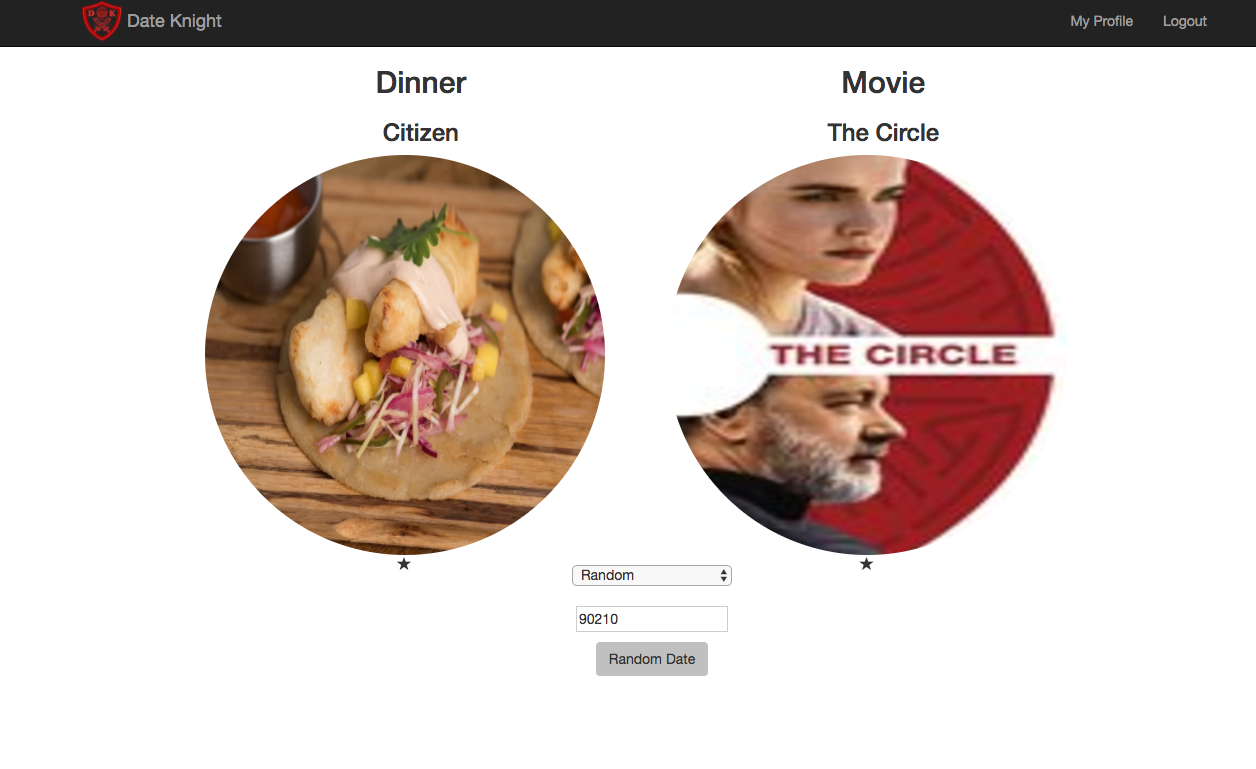 D K Date Knight
My Profile
Logout
Dinner
Citizen
Movie
The Circle
THE CIRCLE
Random
90210
Random Date